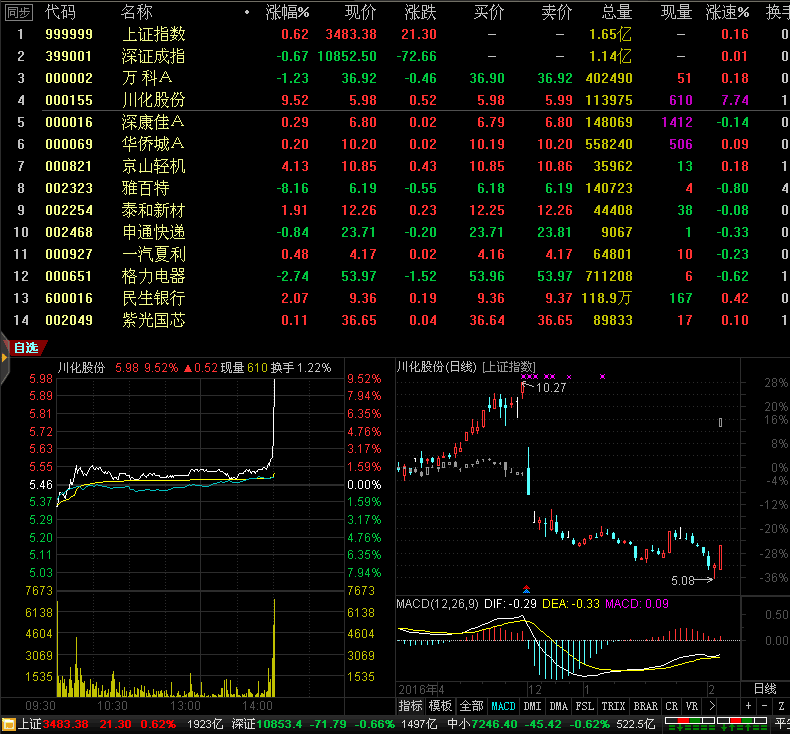 同步 代码 名称 • 涨幅% 现价 涨跌 买价 卖价 总量 现量 涨速% 换手
1 999999 上证指数 0.62 3483.38 21.30 — — 1.65亿 — 0.16 0
2 399001 深证成指 -0.67 10852.50 -72.66 — — 1.14亿 — 0.01 0
3 000002 万 科A -1.23 36.92 -0.46 36.90 36.92 402490 51 0.18 0
4 000155 川化股份 9.52 5.98 0.52 5.98 5.99 113975 610 7.74 1
5 000016 深康佳A 0.29 6.80 0.02 6.79 6.80 148069 1412 -0.14 0
6 000069 华侨城A 0.20 10.20 0.02 10.19 10.20 558240 506 0.09 0
7 000821 京山轻机 4.13 10.85 0.43 10.85 10.86 35962 13 0.18 1
8 002323 雅百特 -8.16 6.19 -0.55 6.18 6.19 140723 4 -0.80 4
9 002254 泰和新材 1.91 12.26 0.23 12.25 12.26 44408 38 -0.08 0
10 002468 申通快递 -0.84 23.71 -0.20 23.71 23.81 9067 1 -0.33 0
11 000927 一汽夏利 0.48 4.17 0.02 4.16 4.17 64801 10 -0.23 0
12 000651 格力电器 -2.74 53.97 -1.52 53.96 53.97 711208 6 -0.62 1
13 600016 民生银行 2.07 9.36 0.19 9.36 9.37 118.9万 167 0.42 0
14 002049 紫光国芯 0.11 36.65 0.04 36.64 36.65 89833 17 0.10 1
自选
川化股份 5.98 9.52% ▲0.52 现量 610 换手 1.22%
5.98 9.52%
5.89 7.94%
5.81 6.35%
5.72 4.76%
5.63 3.17%
5.55 1.59%
5.46 0.00%
5.37 1.59%
5.29 3.17%
5.20 4.76%
5.11 6.35%
5.03 7.94%
7673 7673
6138 6138
4604 4604
3069 3069
1535 1535
09:30 10:30 13:00 14:00
川化股份(日线) [上证指数]
10.27
28%
20%
16%
8%
0%
-4%
-12%
-20%
-28%
-36%
5.08
MACD(12,26,9) DIF: -0.29 DEA: -0.33 MACD: 0.09
0.50
0.00
2016年4 12 1 2 日线
指标 模板 全部 MACD DMI DMA FSL TRIX BRAR CR VR > + - Z
上证3483.38 21.30 0.62% 1923亿 深证10853.4 -71.79 -0.66% 1497亿 中小7246.40 -45.42 -0.62% 522.5亿 平安